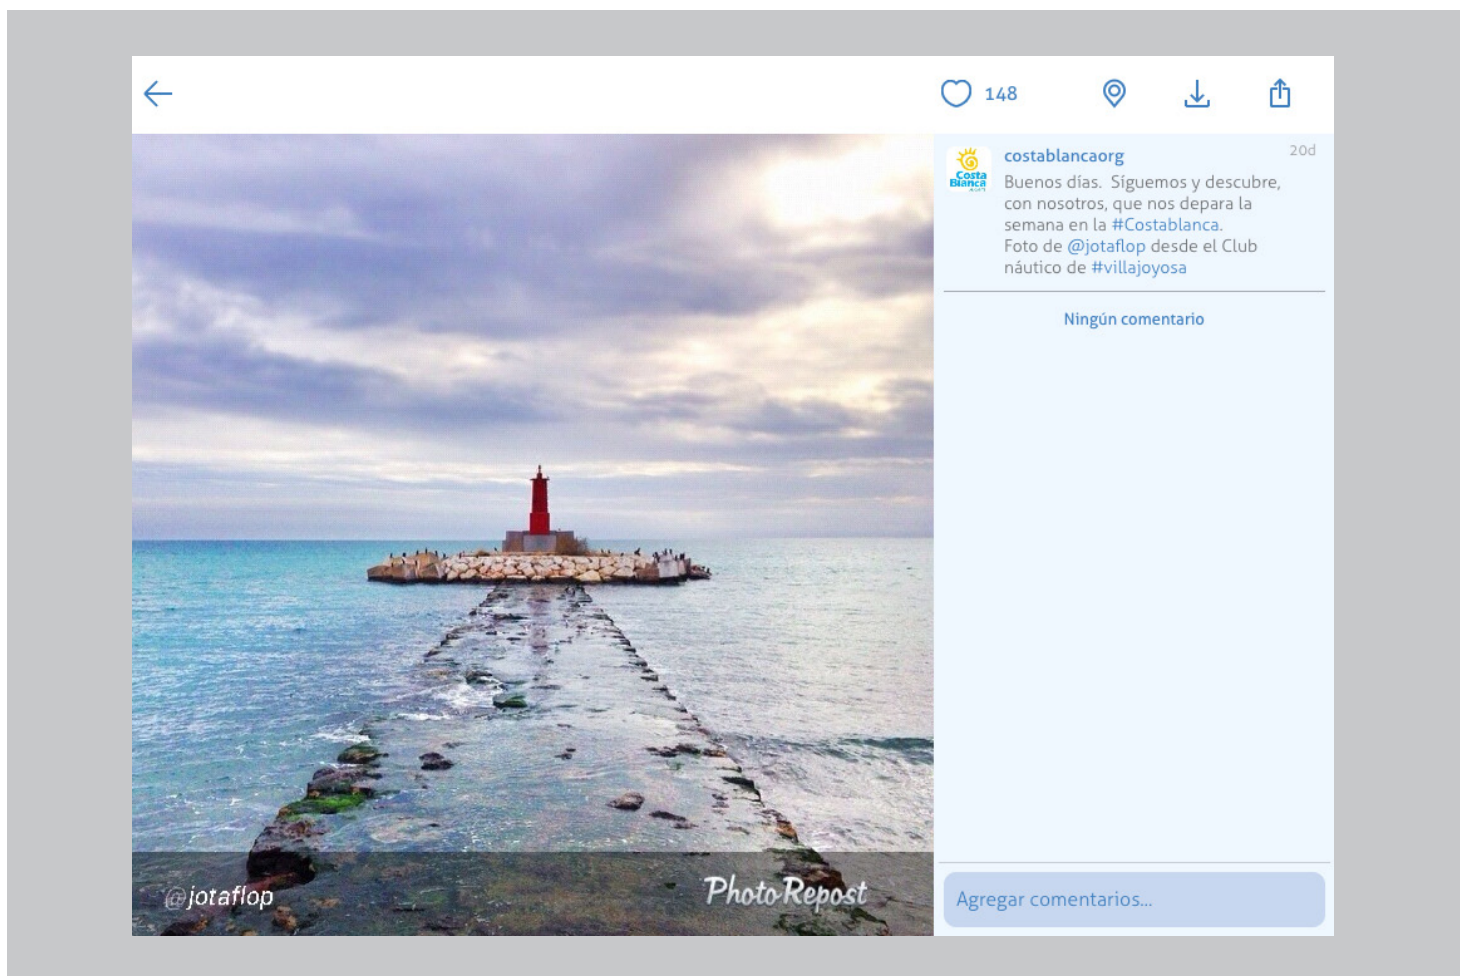 148
costablancaorg
20d
Costa
Blanca
Buenos días. Síguemos y descubre,
con nosotros, que nos depara la
semana en la #Costablanca.
Foto de @jotaflop desde el Club
náutico de #villajoyosa
Ningún comentario
@jotaflop
PhotoRepost
Agregar comentarios...